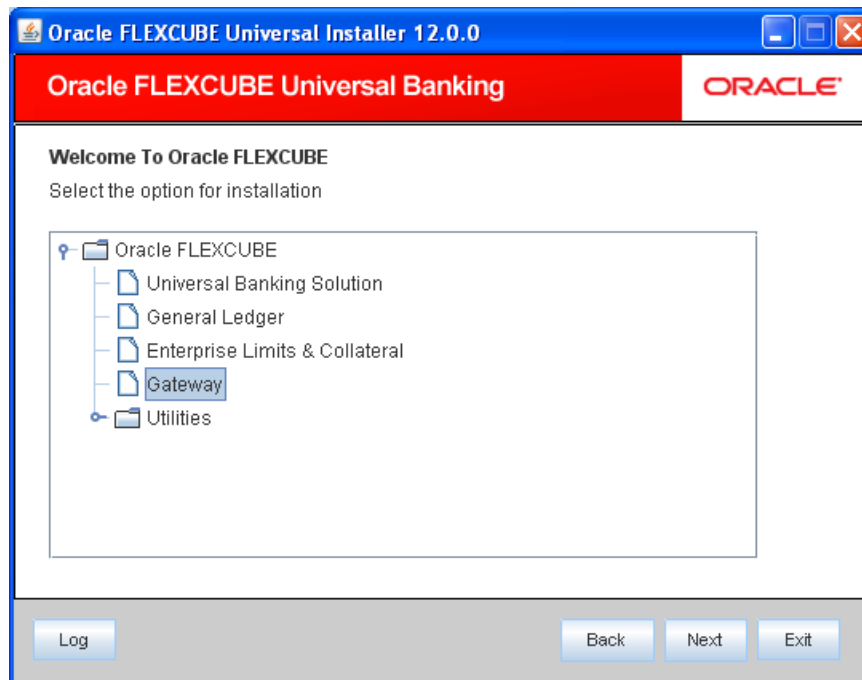 Oracle FLEXCUBE Universal Installer 12.0.0
Oracle FLEXCUBE Universal Banking
ORACLE
Welcome To Oracle FLEXCUBE
Select the option for installation
Oracle FLEXCUBE
Universal Banking Solution
General Ledger
Enterprise Limits & Collateral
Gateway
Utilities
Log
Back
Next
Exit